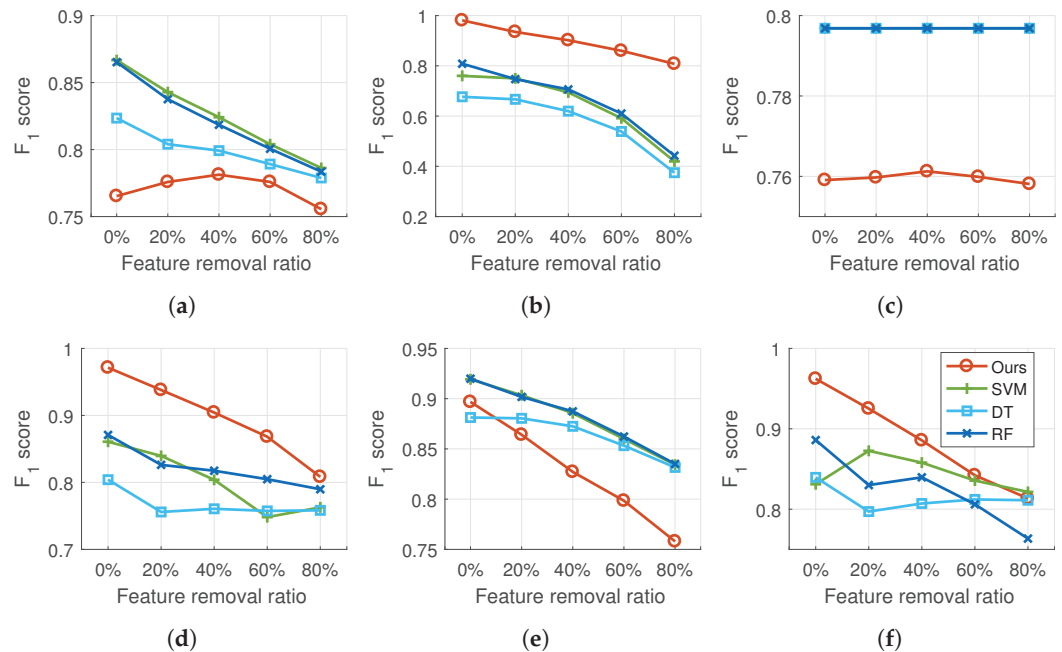 0.9
0.85
0.8
0.75
F1 score
0% 20% 40% 60% 80%
Feature removal ratio
(a)
1
0.8
0.6
0.4
0.2
F1 score
0% 20% 40% 60% 80%
Feature removal ratio
(b)
0.8
0.78
0.76
F1 score
0% 20% 40% 60% 80%
Feature removal ratio
(c)
1
0.9
0.8
0.7
F1 score
0% 20% 40% 60% 80%
Feature removal ratio
(d)
0.95
0.9
0.85
0.8
0.75
F1 score
0% 20% 40% 60% 80%
Feature removal ratio
(e)
1
0.9
0.8
F1 score
Ours
SVM
DT
RF
0% 20% 40% 60% 80%
Feature removal ratio
(f)